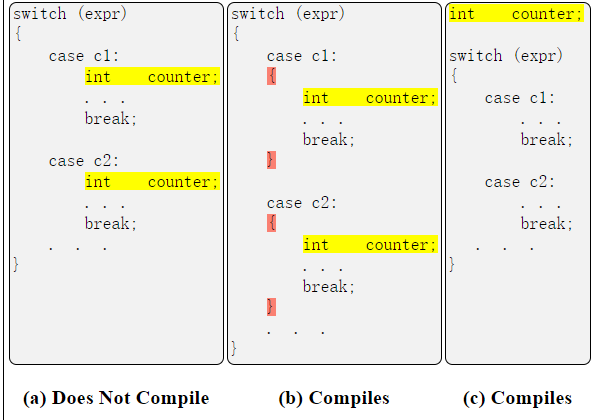 switch (expr)
{
case c1:
int counter;
. . .
break;
case c2:
int counter;
. . .
break;
. . .
}
(a) Does Not Compile
switch (expr)
{
case c1:
{
int counter;
. . .
break;
}
case c2:
{
int counter;
. . .
break;
}
. . .
}
(b) Compiles
int counter;
switch (expr)
{
case c1:
. . .
break;
case c2:
. . .
break;
. . .
}
(c) Compiles